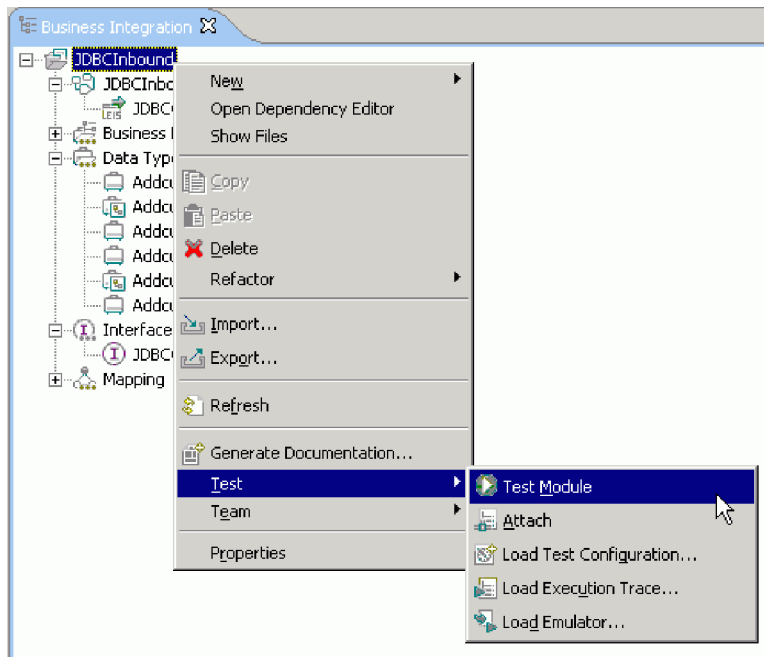 Business Integration
JDBCInbound
JDBCInbo
JDBC
Business I
Data Typ
Addcu
Addcu
Addcu
Addcu
Addcu
Addcu
Interface
JDBC
Mapping
New
Open Dependency Editor
Show Files
Copy
Paste
Delete
Refactor
Import...
Export...
Refresh
Generate Documentation...
Test
Team
Properties
Test Module
Attach
Load Test Configuration...
Load Execution Trace...
Load Emulator...